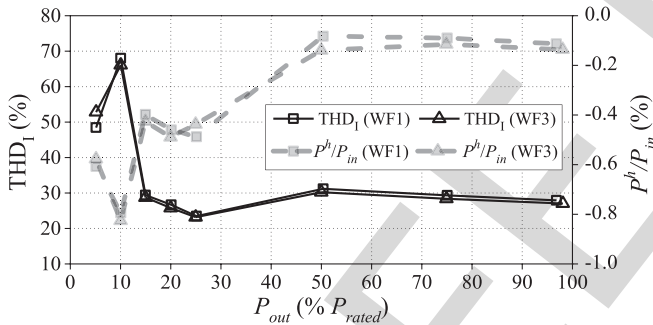 80
70
60
50
40
30
20
10
THD_I (%)
0.0
-0.2
-0.4
-0.6
-0.8
-1.0
P^h/P_in (%)
THD_I (WF1)
THD_I (WF3)
P^h/P_in (WF1)
P^h/P_in (WF3)
0 10 20 30 40 50 60 70 80 90 100
P_out (% P_rated)